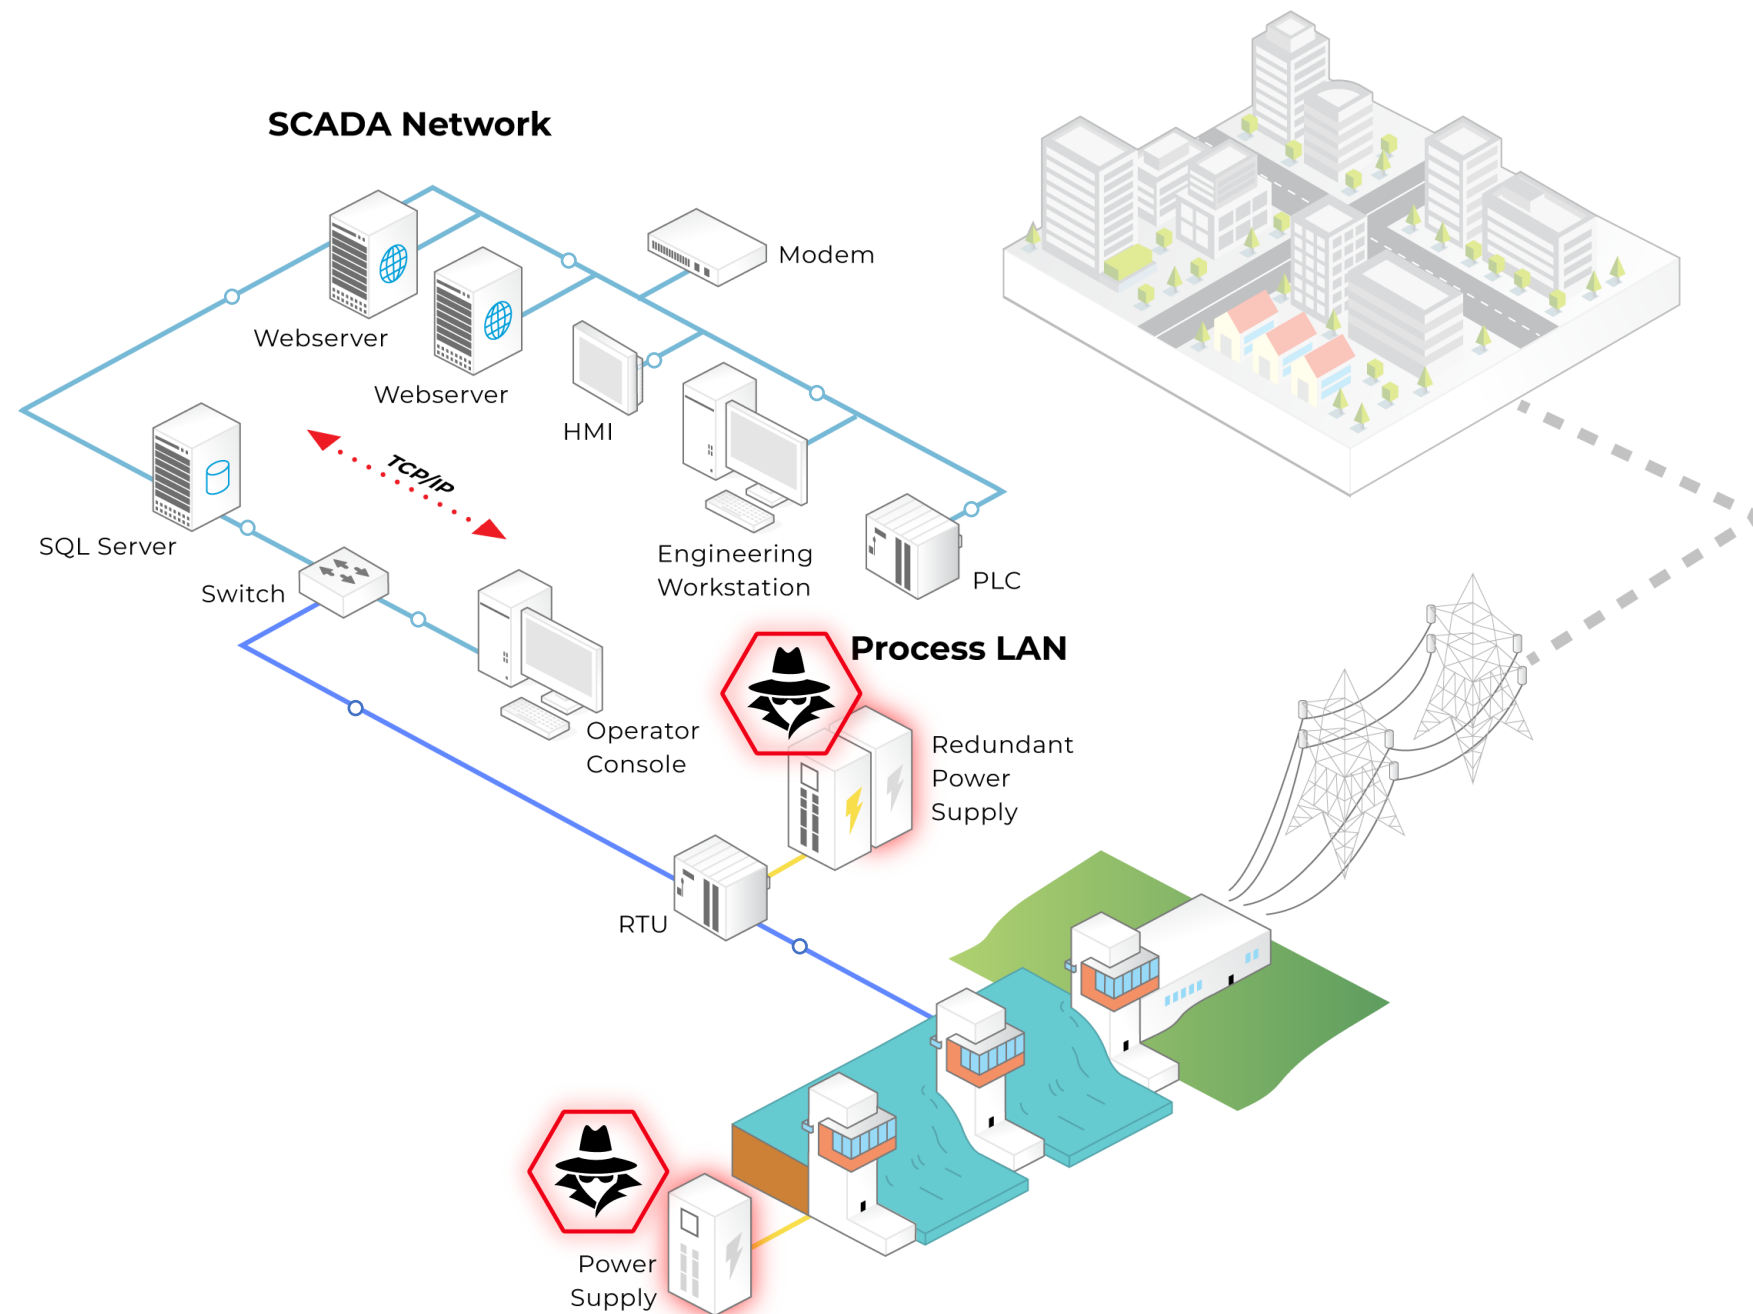 SCADA Network
Modem
Webserver
Webserver
HMI
TCP/IP
SQL Server
Engineering
Workstation
PLC
Switch
Process LAN
Operator
Console
Redundant
Power
Supply
RTU
Power
Supply